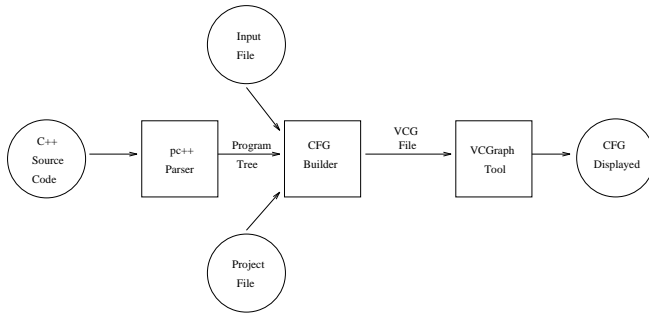 Input
File
C++
Source
Code
pc++
Parser
Program
Tree
CFG
Builder
VCG
File
VCGraph
Tool
CFG
Displayed
Project
File